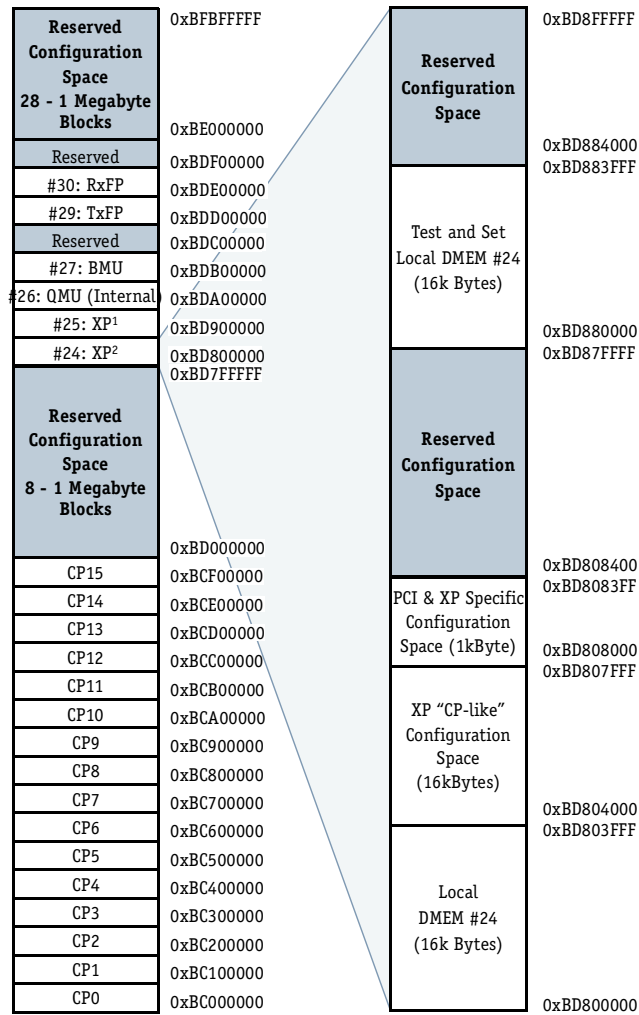 Reserved
Configuration
Space
28 - 1 Megabyte
Blocks
0xBFBFFFFF
0xBE000000
Reserved
0xBDF00000
#30: RxFP
0xBDE00000
#29: TxFP
0xBDD00000
Reserved
0xBDC00000
#27: BMU
0xBDB00000
#26: QMU (Internal)
0xBDA00000
#25: XP¹
0xBD900000
#24: XP²
0xBD800000
0xBD7FFFFF
Reserved
Configuration
Space
8 - 1 Megabyte
Blocks
0xBD000000
CP15
0xBCF00000
CP14
0xBCE00000
CP13
0xBCD00000
CP12
0xBCC00000
CP11
0xBCB00000
CP10
0xBCA00000
CP9
0xBC900000
CP8
0xBC800000
CP7
0xBC700000
CP6
0xBC600000
CP5
0xBC500000
CP4
0xBC400000
CP3
0xBC300000
CP2
0xBC200000
CP1
0xBC100000
CP0
0xBC000000
0xBD8FFFFF
Reserved
Configuration
Space
0xBD884000
0xBD883FFF
Test and Set
Local DMEM #24
(16k Bytes)
0xBD880000
0xBD87FFFF
Reserved
Configuration
Space
0xBD808400
0xBD8083FF
PCI & XP Specific
Configuration
Space (1kByte)
0xBD808000
0xBD807FFF
XP “CP-like”
Configuration
Space
(16kBytes)
0xBD804000
0xBD803FFF
Local
DMEM #24
(16k Bytes)
0xBD800000